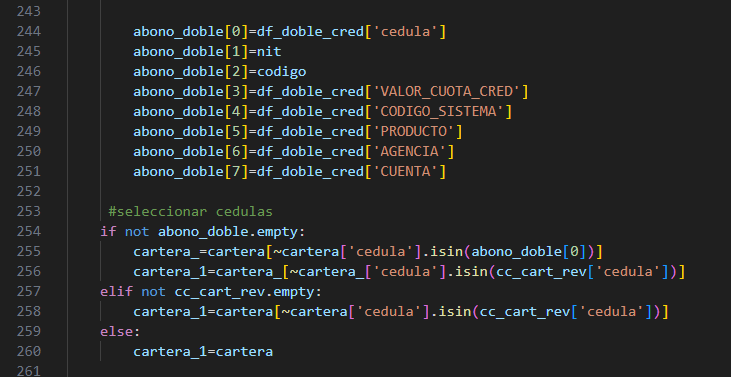 243
244 abono_doble[0]=df_doble_cred['cedula']
245 abono_doble[1]=nit
246 abono_doble[2]=codigo
247 abono_doble[3]=df_doble_cred['VALOR_CUOTA_CRED']
248 abono_doble[4]=df_doble_cred['CODIGO_SISTEMA']
249 abono_doble[5]=df_doble_cred['PRODUCTO']
250 abono_doble[6]=df_doble_cred['AGENCIA']
251 abono_doble[7]=df_doble_cred['CUENTA']
252
253 #seleccionar cedulas
254 if not abono_doble.empty:
255 cartera_=cartera[~cartera['cedula'].isin(abono_doble[0])]
256 cartera_1=cartera_[~cartera_['cedula'].isin(cc_cart_rev['cedula'])]
257 elif not cc_cart_rev.empty:
258 cartera_1=cartera[~cartera['cedula'].isin(cc_cart_rev['cedula'])]
259 else:
260 cartera_1=cartera
261